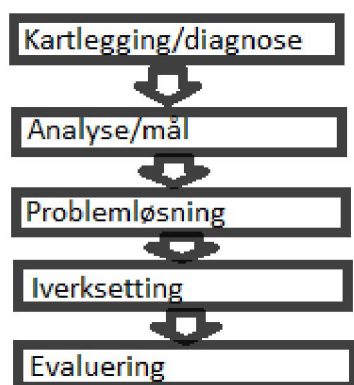 Kartlegging/diagnose
Analyse/mål
Problemløsning
Iverksetting
Evaluering